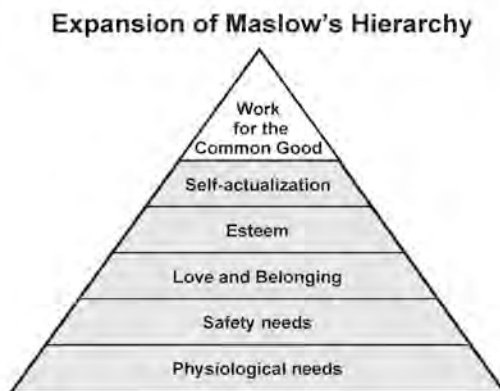 Expansion of Maslow's Hierarchy
Work
for the
Common Good
Self-actualization
Esteem
Love and Belonging
Safety needs
Physiological needs